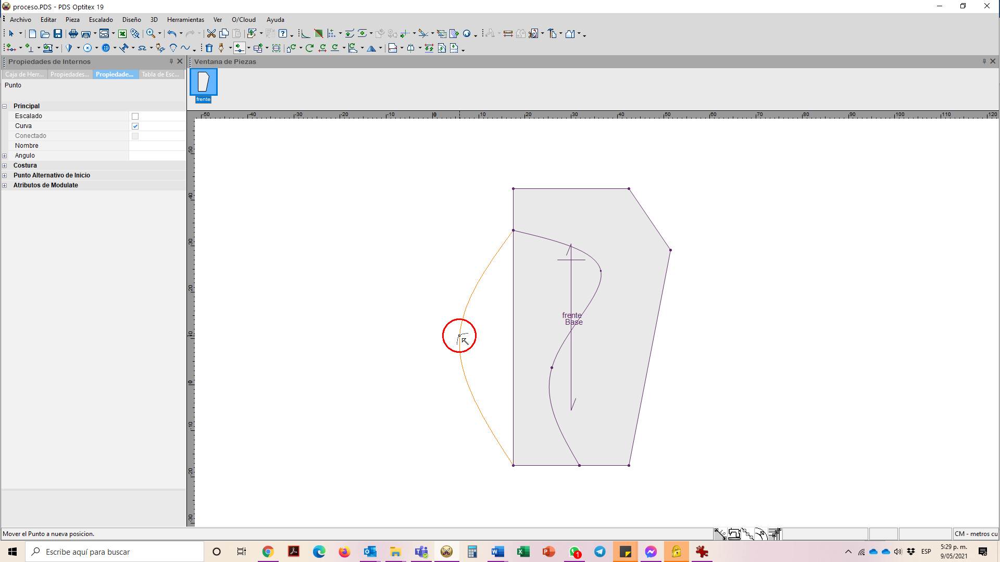 proceso.PDS - PDS Optitex 19
Archivo Editar Pieza Escalado Diseño 3D Herramientas Ver O/Cloud Ayuda
Propiedades de Internos
Ventana de Piezas
Caja de Herr... Propiedades... Propiedade... Tabla de Esc...
Punto
frente
Principal
Escalado
Curva
Conectado
Nombre
Angulo
Costura
Punto Alternativo de Inicio
Atributos de Modulate
-50 -40 -30 -20 -10 0 10 20 30 40 50 60 70 80 90 100 110 120
50
40
30
20
10
0
-10
-20
-30
frente
Base
Mover el Punto a nueva posicion.
CM - metros cu
Escribe aquí para buscar
1
ESP
5:29 p. m.
9/05/2021